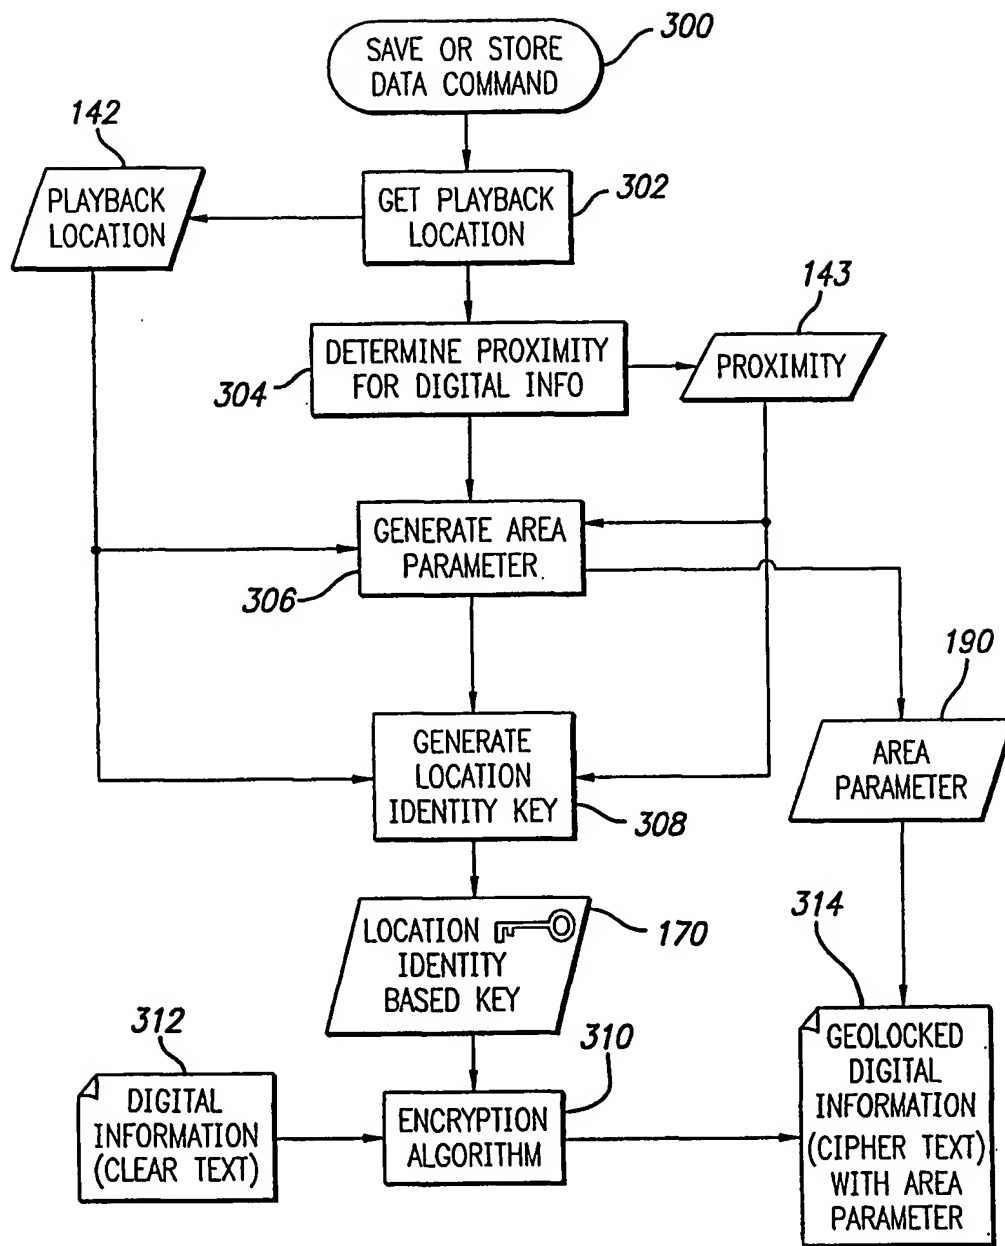 300
SAVE OR STORE
DATA COMMAND
142
PLAYBACK
LOCATION
GET PLAYBACK
LOCATION
302
143
DETERMINE PROXIMITY
FOR DIGITAL INFO
304
PROXIMITY
GENERATE AREA
PARAMETER
306
190
AREA
PARAMETER
GENERATE
LOCATION
IDENTITY KEY
308
LOCATION
IDENTITY
BASED KEY
170
314
312
310
DIGITAL
INFORMATION
(CLEAR TEXT)
ENCRYPTION
ALGORITHM
GEOLOCKED
DIGITAL
INFORMATION
(CIPHER TEXT)
WITH AREA
PARAMETER